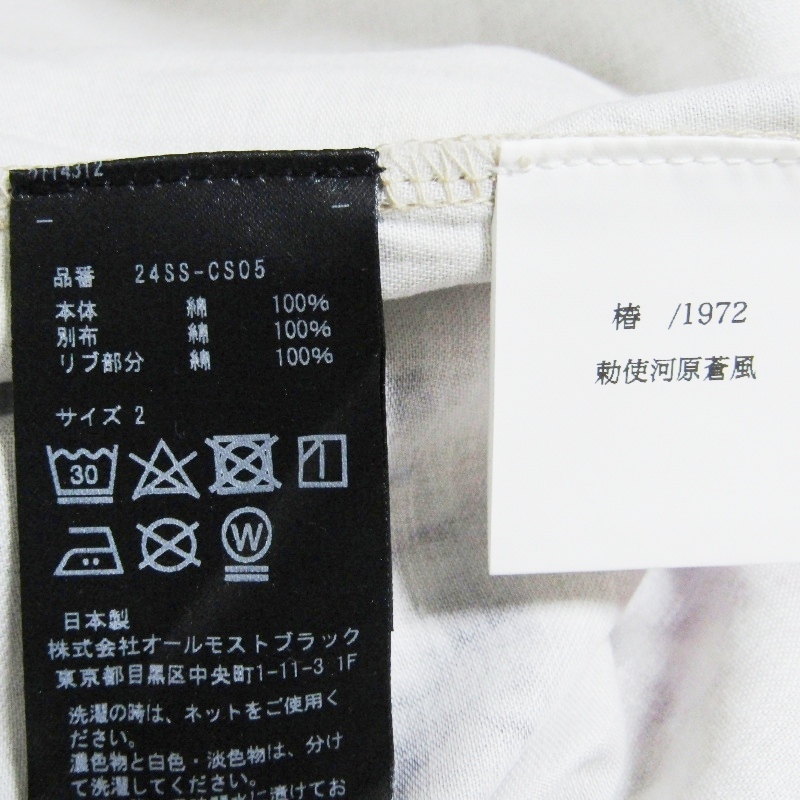 品番 24SS-CS05
本体 綿 100%
別布 綿 100%
リブ部分 綿 100%
サイズ 2
30
W
日本製
株式会社オールモストブラック
東京都目黒区中央町1-11-3 1F
洗濯の時は、ネットをご使用く
ださい。
濃色物と白色・淡色物は、分け
て洗濯してください。
椿 /1972
勅使河原蒼風